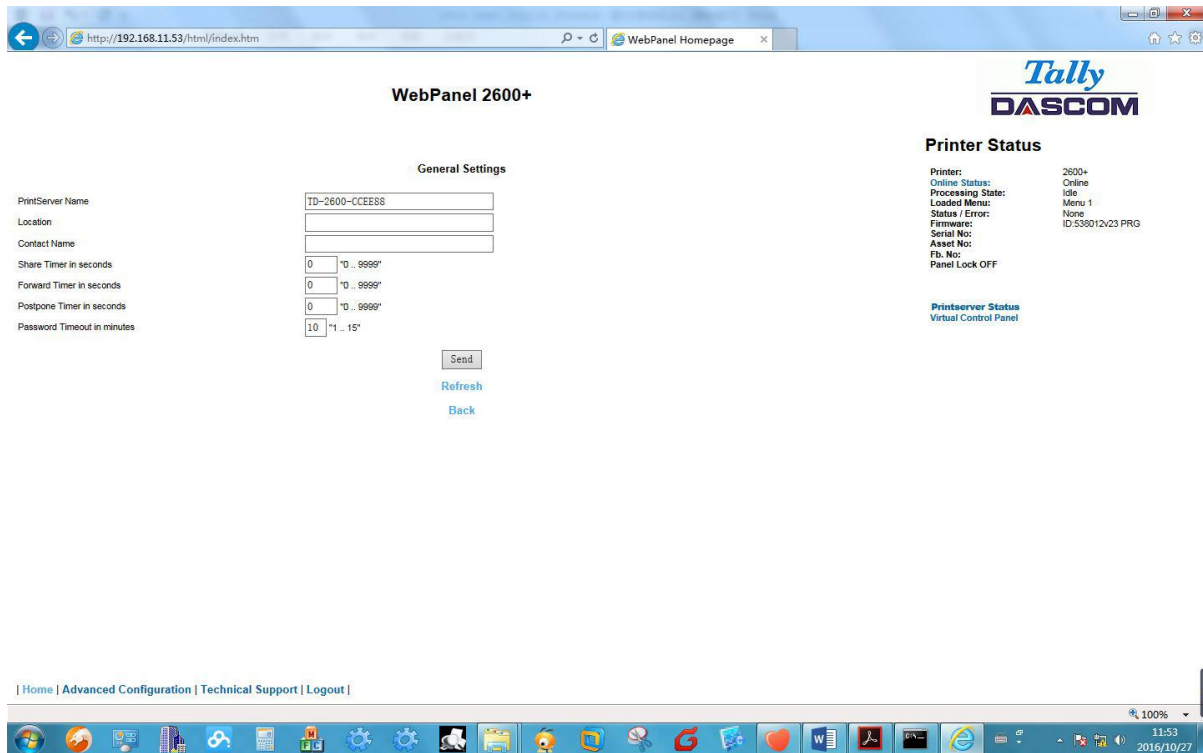 http://192.168.11.53/html/index.htm
WebPanel Homepage
WebPanel 2600+
Tally
DASCOM
General Settings
PrintServer Name TD-2600-CCEE88
Location
Contact Name
Share Timer in seconds 0 "0 .. 9999"
Forward Timer in seconds 0 "0 .. 9999"
Postpone Timer in seconds 0 "0 .. 9999"
Password Timeout in minutes 10 "1 .. 15"
Send
Refresh
Back
Printer Status
Printer: 2600+
Online Status: Online
Processing State: Idle
Loaded Menu: Menu 1
Status / Error: None
Firmware: ID:538012v23 PRG
Serial No:
Asset No:
Fb. No:
Panel Lock OFF
Printserver Status
Virtual Control Panel
| Home | Advanced Configuration | Technical Support | Logout |
100%
11:53
2016/10/7